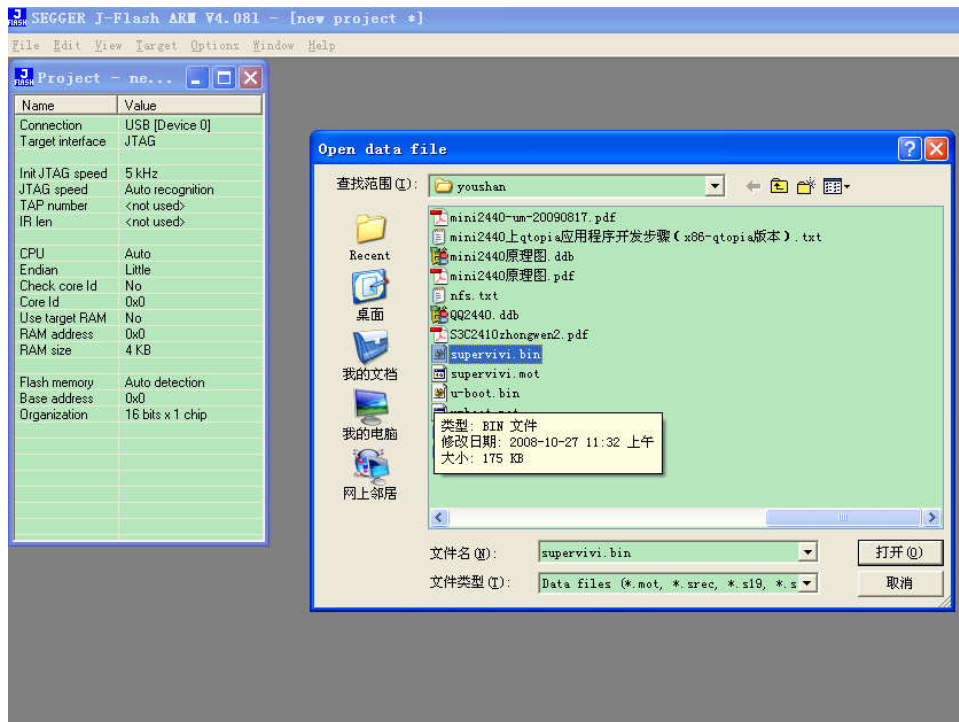 SEGGER J-Flash ARM V4.08l - [new project *]
File Edit View Target Options Window Help
Project - ne...
Name Value
Connection USB [Device 0]
Target interface JTAG
Init JTAG speed 5 kHz
JTAG speed Auto recognition
TAP number <not used>
IR len <not used>
CPU Auto
Endian Little
Check core Id No
Core Id 0x0
Use target RAM No
RAM address 0x0
RAM size 4 KB
Flash memory Auto detection
Base address 0x0
Organization 16 bits x 1 chip
Open data file
查找范围(I): youshan
Recent
桌面
我的文档
我的电脑
网上邻居
mini2440-um-20090817.pdf
mini2440上qtopia应用程序开发步骤(x86-qtopia版本).txt
mini2440原理图.ddb
mini2440原理图.pdf
nfs.txt
QQ2440.ddb
S3C2410zhongwen2.pdf
supervivi.bin
supervivi.mot
u-boot.bin
类型: BIN 文件
修改日期: 2008-10-27 11:32 上午
大小: 175 KB
文件名(N): supervivi.bin
打开(O)
文件类型(T): Data files (*.mot, *.srec, *.s19, *.s
取消